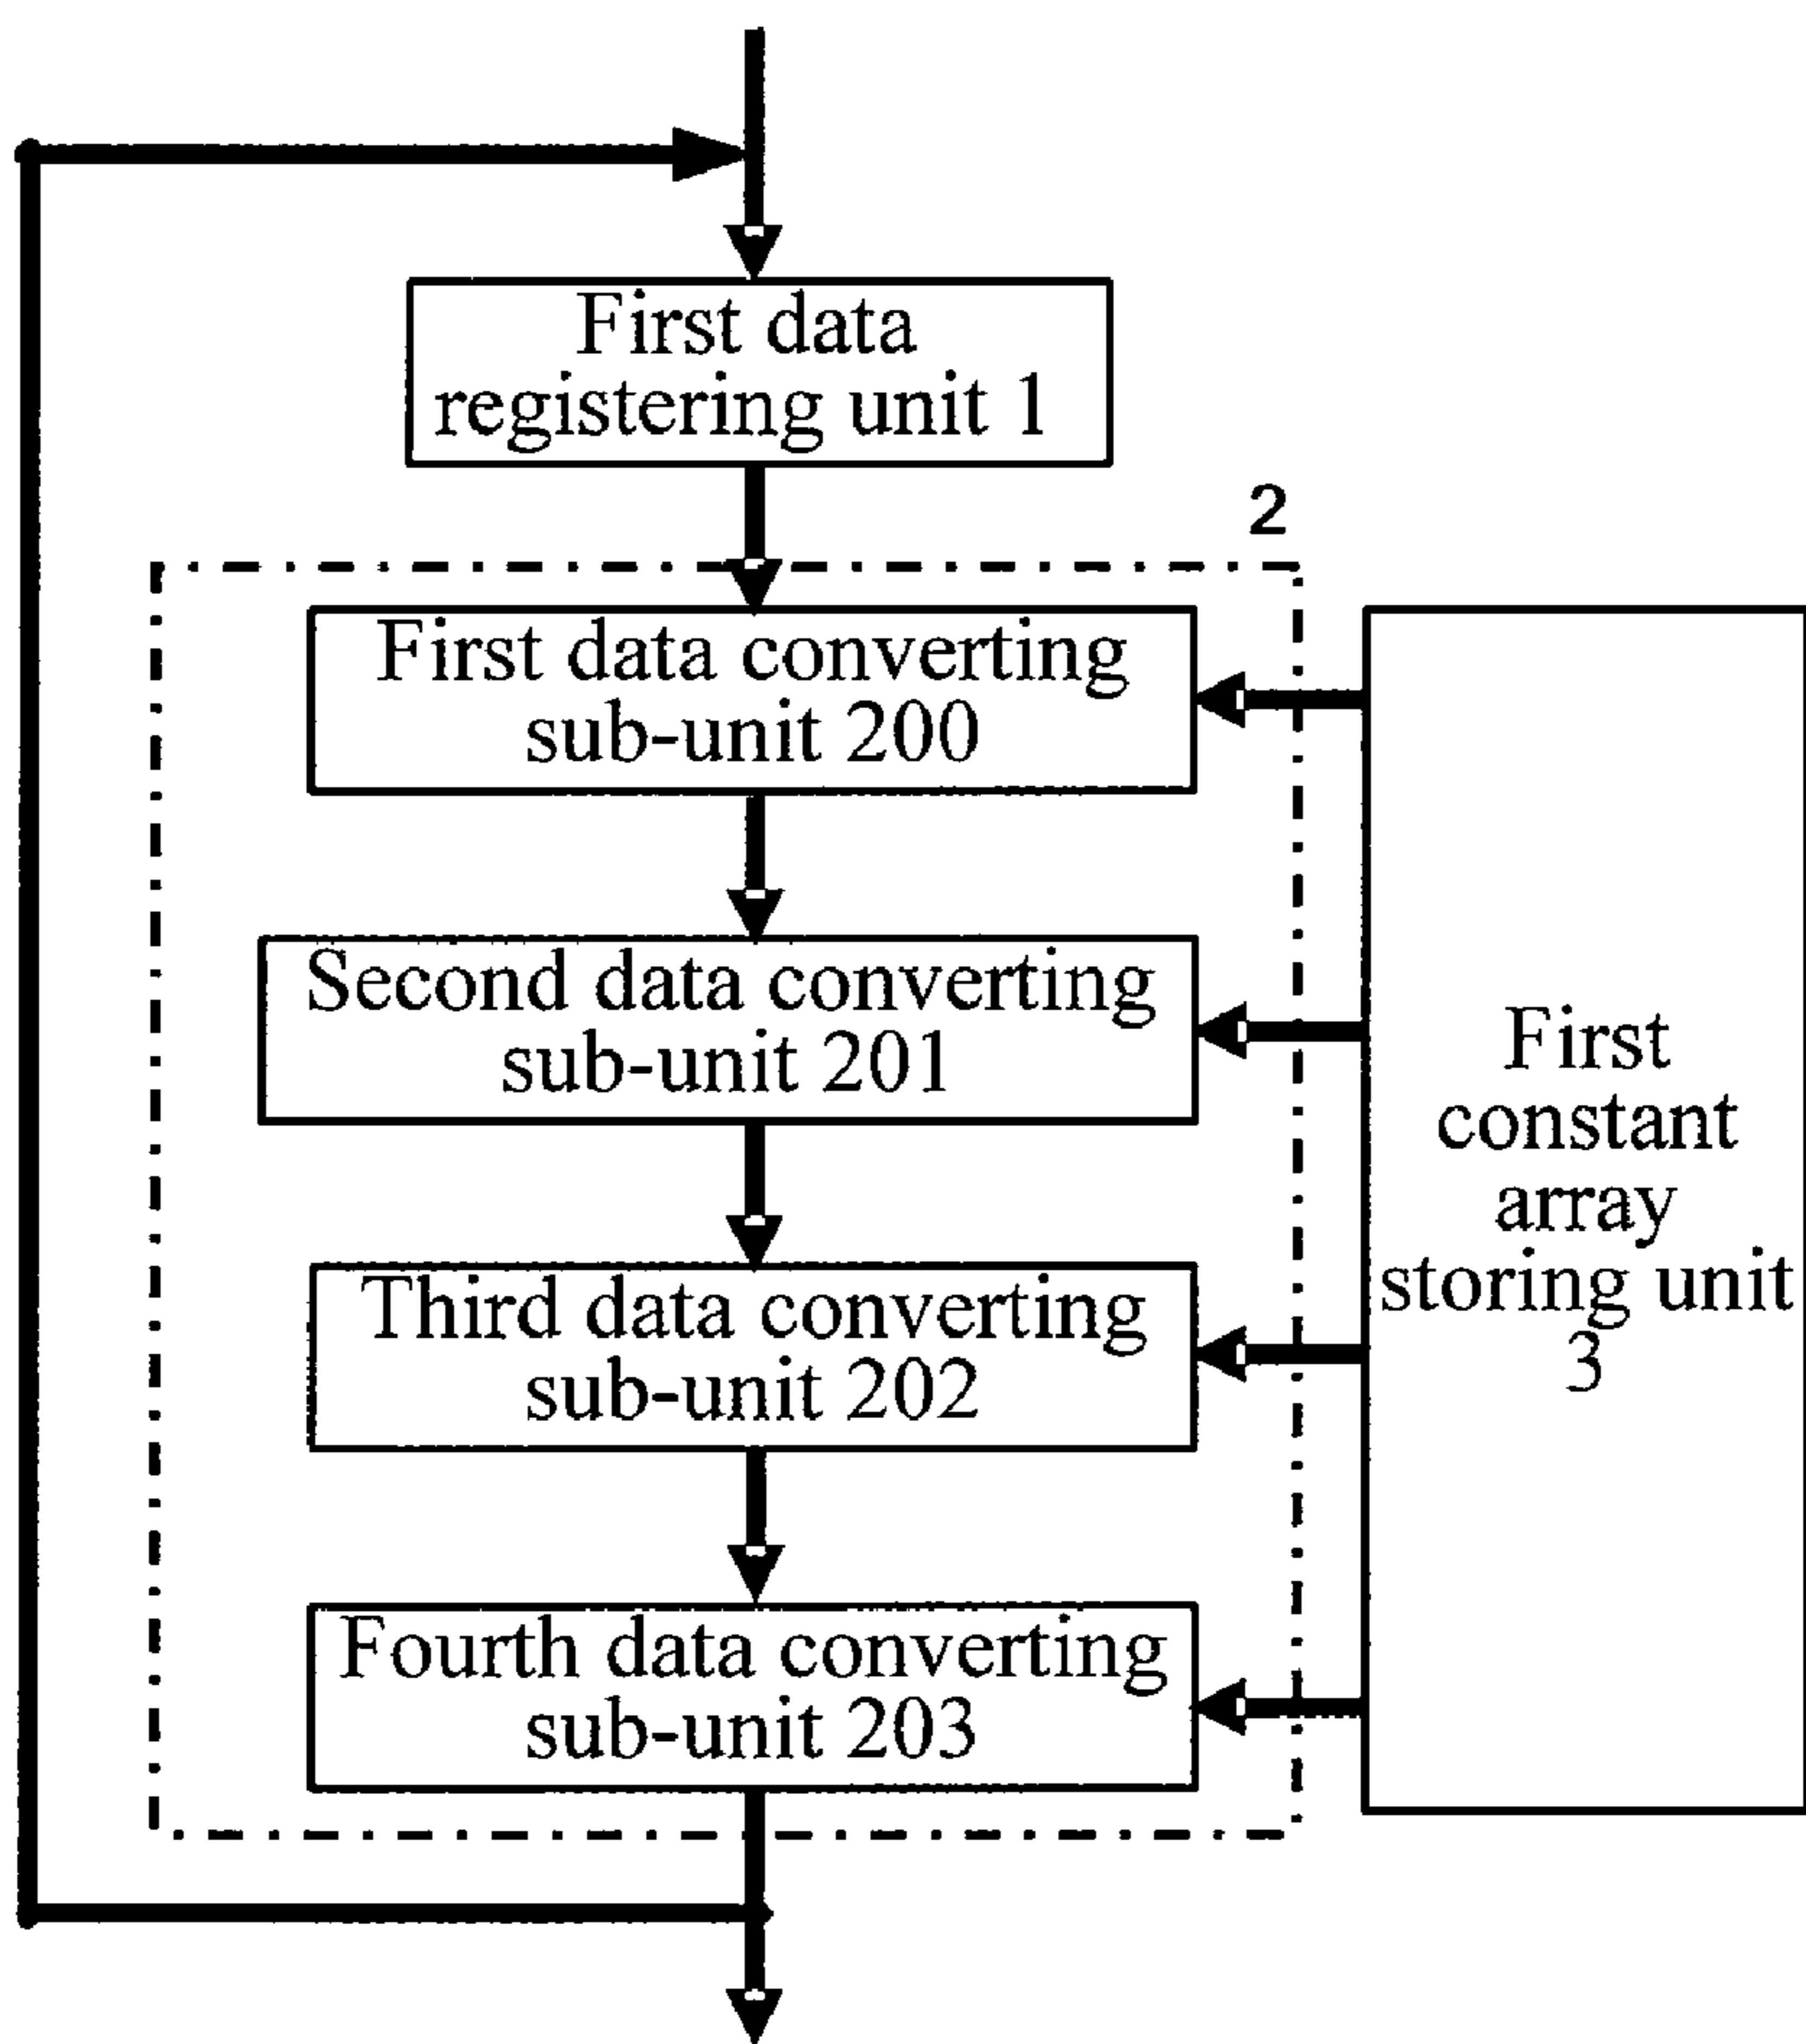 First data
registering unit 1
2
First data converting
sub-unit 200
Second data converting
sub-unit 201
Third data converting
sub-unit 202
Fourth data converting
sub-unit 203
First
constant
array
storing unit
3